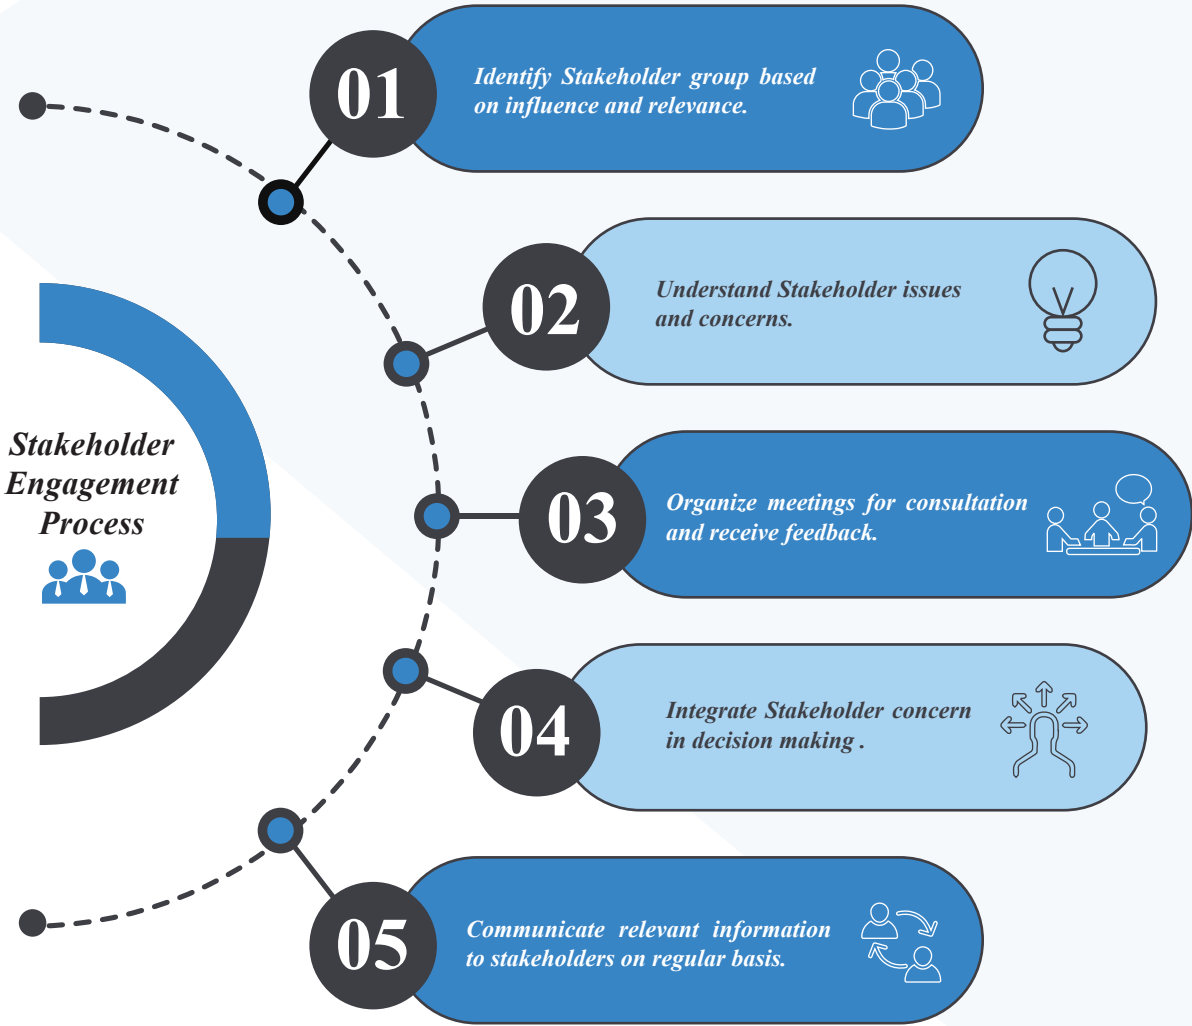 Stakeholder
Engagement
Process
01
Identify Stakeholder group based
on influence and relevance.
02
Understand Stakeholder issues
and concerns.
03
Organize meetings for consultation
and receive feedback.
04
Integrate Stakeholder concern
in decision making .
05
Communicate relevant information
to stakeholders on regular basis.